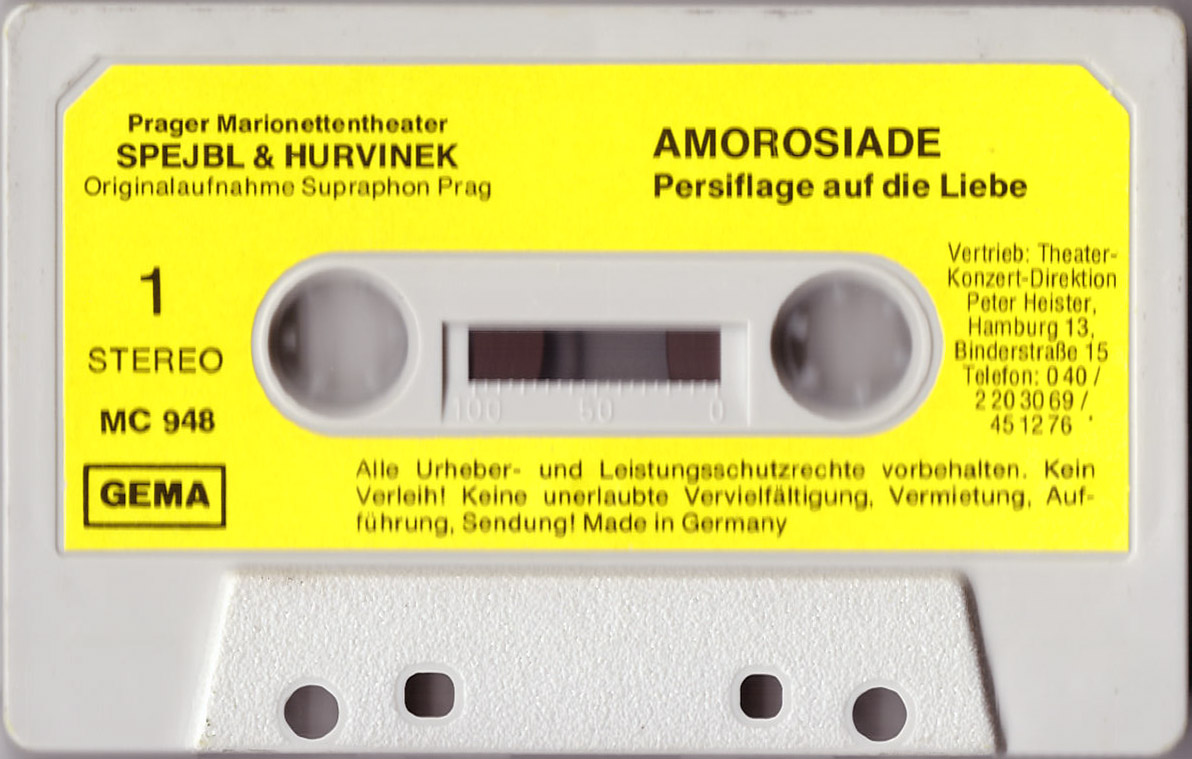 Prager Marionettentheater
SPEJBL & HURVINEK
Originalaufnahme Supraphon Prag
AMOROSIADE
Persiflage auf die Liebe
1
STEREO
MC 948
GEMA
Vertrieb: Theater-
Konzert-Direktion
Peter Heister,
Hamburg 13,
Binderstraße 15
Telefon: 0 40 /
2 20 30 69 /
45 12 76
100 50 0
Alle Urheber- und Leistungsschutzrechte vorbehalten. Kein
Verleih! Keine unerlaubte Vervielfältigung, Vermietung, Auf-
führung, Sendung! Made in Germany